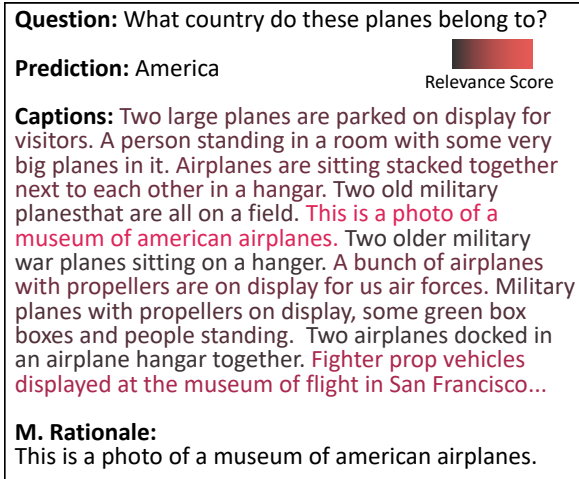 Question: What country do these planes belong to?
Prediction: America
Relevance Score
Captions: Two large planes are parked on display for
visitors. A person standing in a room with some very
big planes in it. Airplanes are sitting stacked together
next to each other in a hangar. Two old military
planesthat are all on a field. This is a photo of a
museum of american airplanes. Two older military
war planes sitting on a hanger. A bunch of airplanes
with propellers are on display for us air forces. Military
planes with propellers on display, some green box
boxes and people standing. Two airplanes docked in
an airplane hangar together. Fighter prop vehicles
displayed at the museum of flight in San Francisco...
M. Rationale:
This is a photo of a museum of american airplanes.